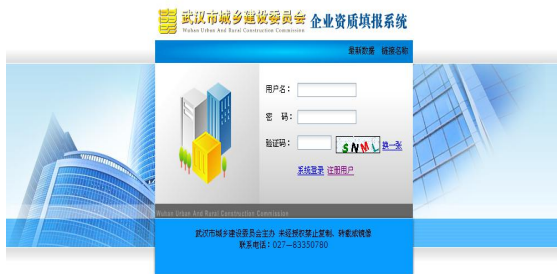 武汉市城乡建设委员会 企业资质填报系统
Wuhan Urban And Rural Construction Commission
最新数据 链接名称
用户名：
密 码：
验证码： SNML 换一张
系统登录 注册用户
Wuhan Urban And Rural Construction Commission
武汉市城乡建设委员会主办 未经授权禁止复制、转载或镜像
联系电话：027—83350780